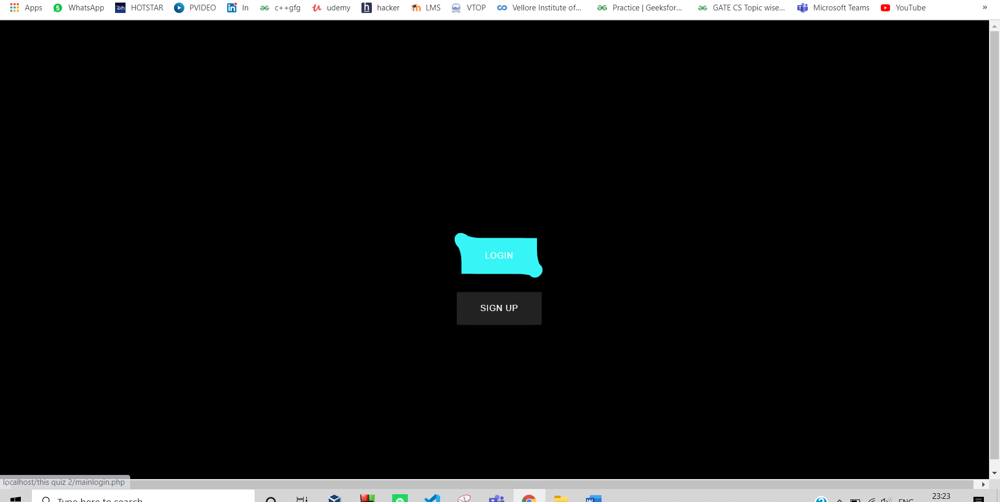 Apps WhatsApp HOTSTAR PVIDEO In c++gfg udemy hacker LMS VTOP Vellore Institute of... Practice | Geeksfor... GATE CS Topic wise... Microsoft Teams YouTube »
LOGIN
SIGN UP
localhost/this quiz 2/mainlogin.php
Type here to search
ENG
23:23